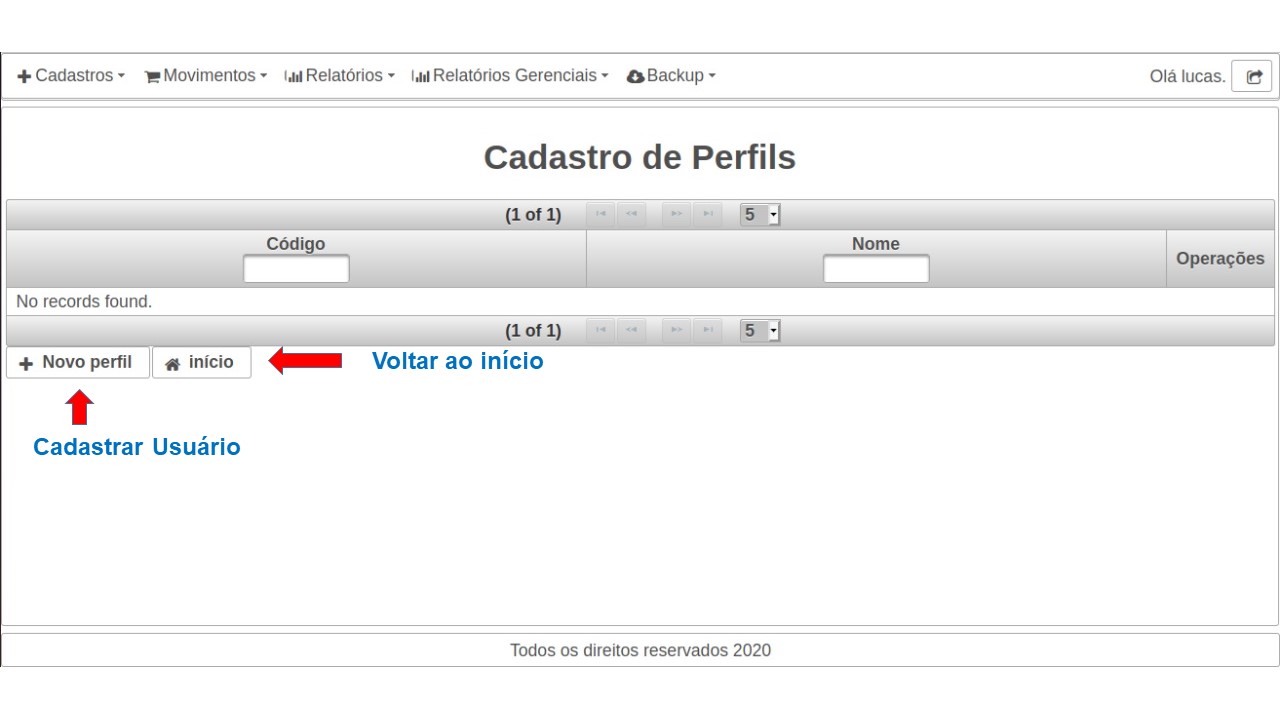 Cadastros Movimentos Relatórios Relatórios Gerenciais Backup Olá lucas.
Cadastro de Perfils
(1 of 1) 5
Código Nome Operações
No records found.
(1 of 1) 5
Novo perfil início Voltar ao início
Cadastrar Usuário
Todos os direitos reservados 2020